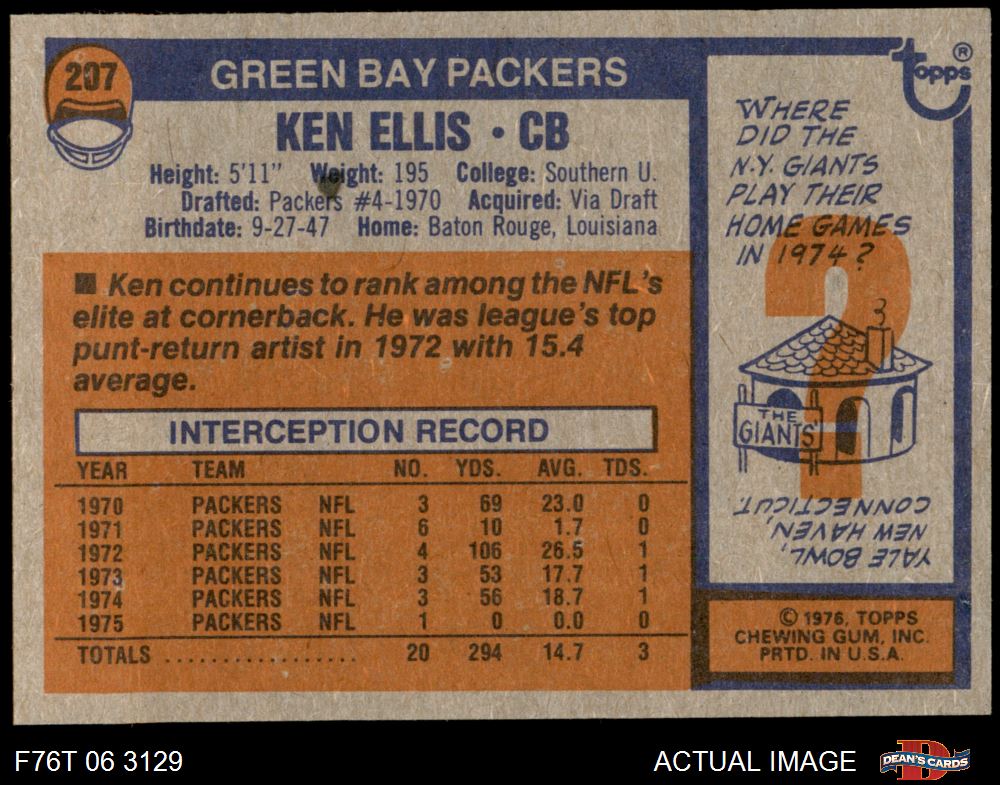 207
GREEN BAY PACKERS
KEN ELLIS • CB
Height: 5'11" Weight: 195 College: Southern U.
Drafted: Packers #4-1970 Acquired: Via Draft
Birthdate: 9-27-47 Home: Baton Rouge, Louisiana
■ Ken continues to rank among the NFL's
elite at cornerback. He was league's top
punt-return artist in 1972 with 15.4
average.
INTERCEPTION RECORD
YEAR TEAM NO. YDS. AVG. TDS.
1970 PACKERS NFL 3 69 23.0 0
1971 PACKERS NFL 6 10 1.7 0
1972 PACKERS NFL 4 106 26.5 1
1973 PACKERS NFL 3 53 17.7 1
1974 PACKERS NFL 3 56 18.7 1
1975 PACKERS NFL 1 0 0.0 0
TOTALS .................. 20 294 14.7 3
Topps ®
WHERE
DID THE
N.Y. GIANTS
PLAY THEIR
HOME GAMES
IN 1974?
?
3
THE
GIANTS
YALE BOWL,
NEW HAVEN,
CONNECTICUT.
© 1976, TOPPS
CHEWING GUM, INC.
PRTD. IN U.S.A.
F76T 06 3129
ACTUAL IMAGE
D
DEAN'S CARDS